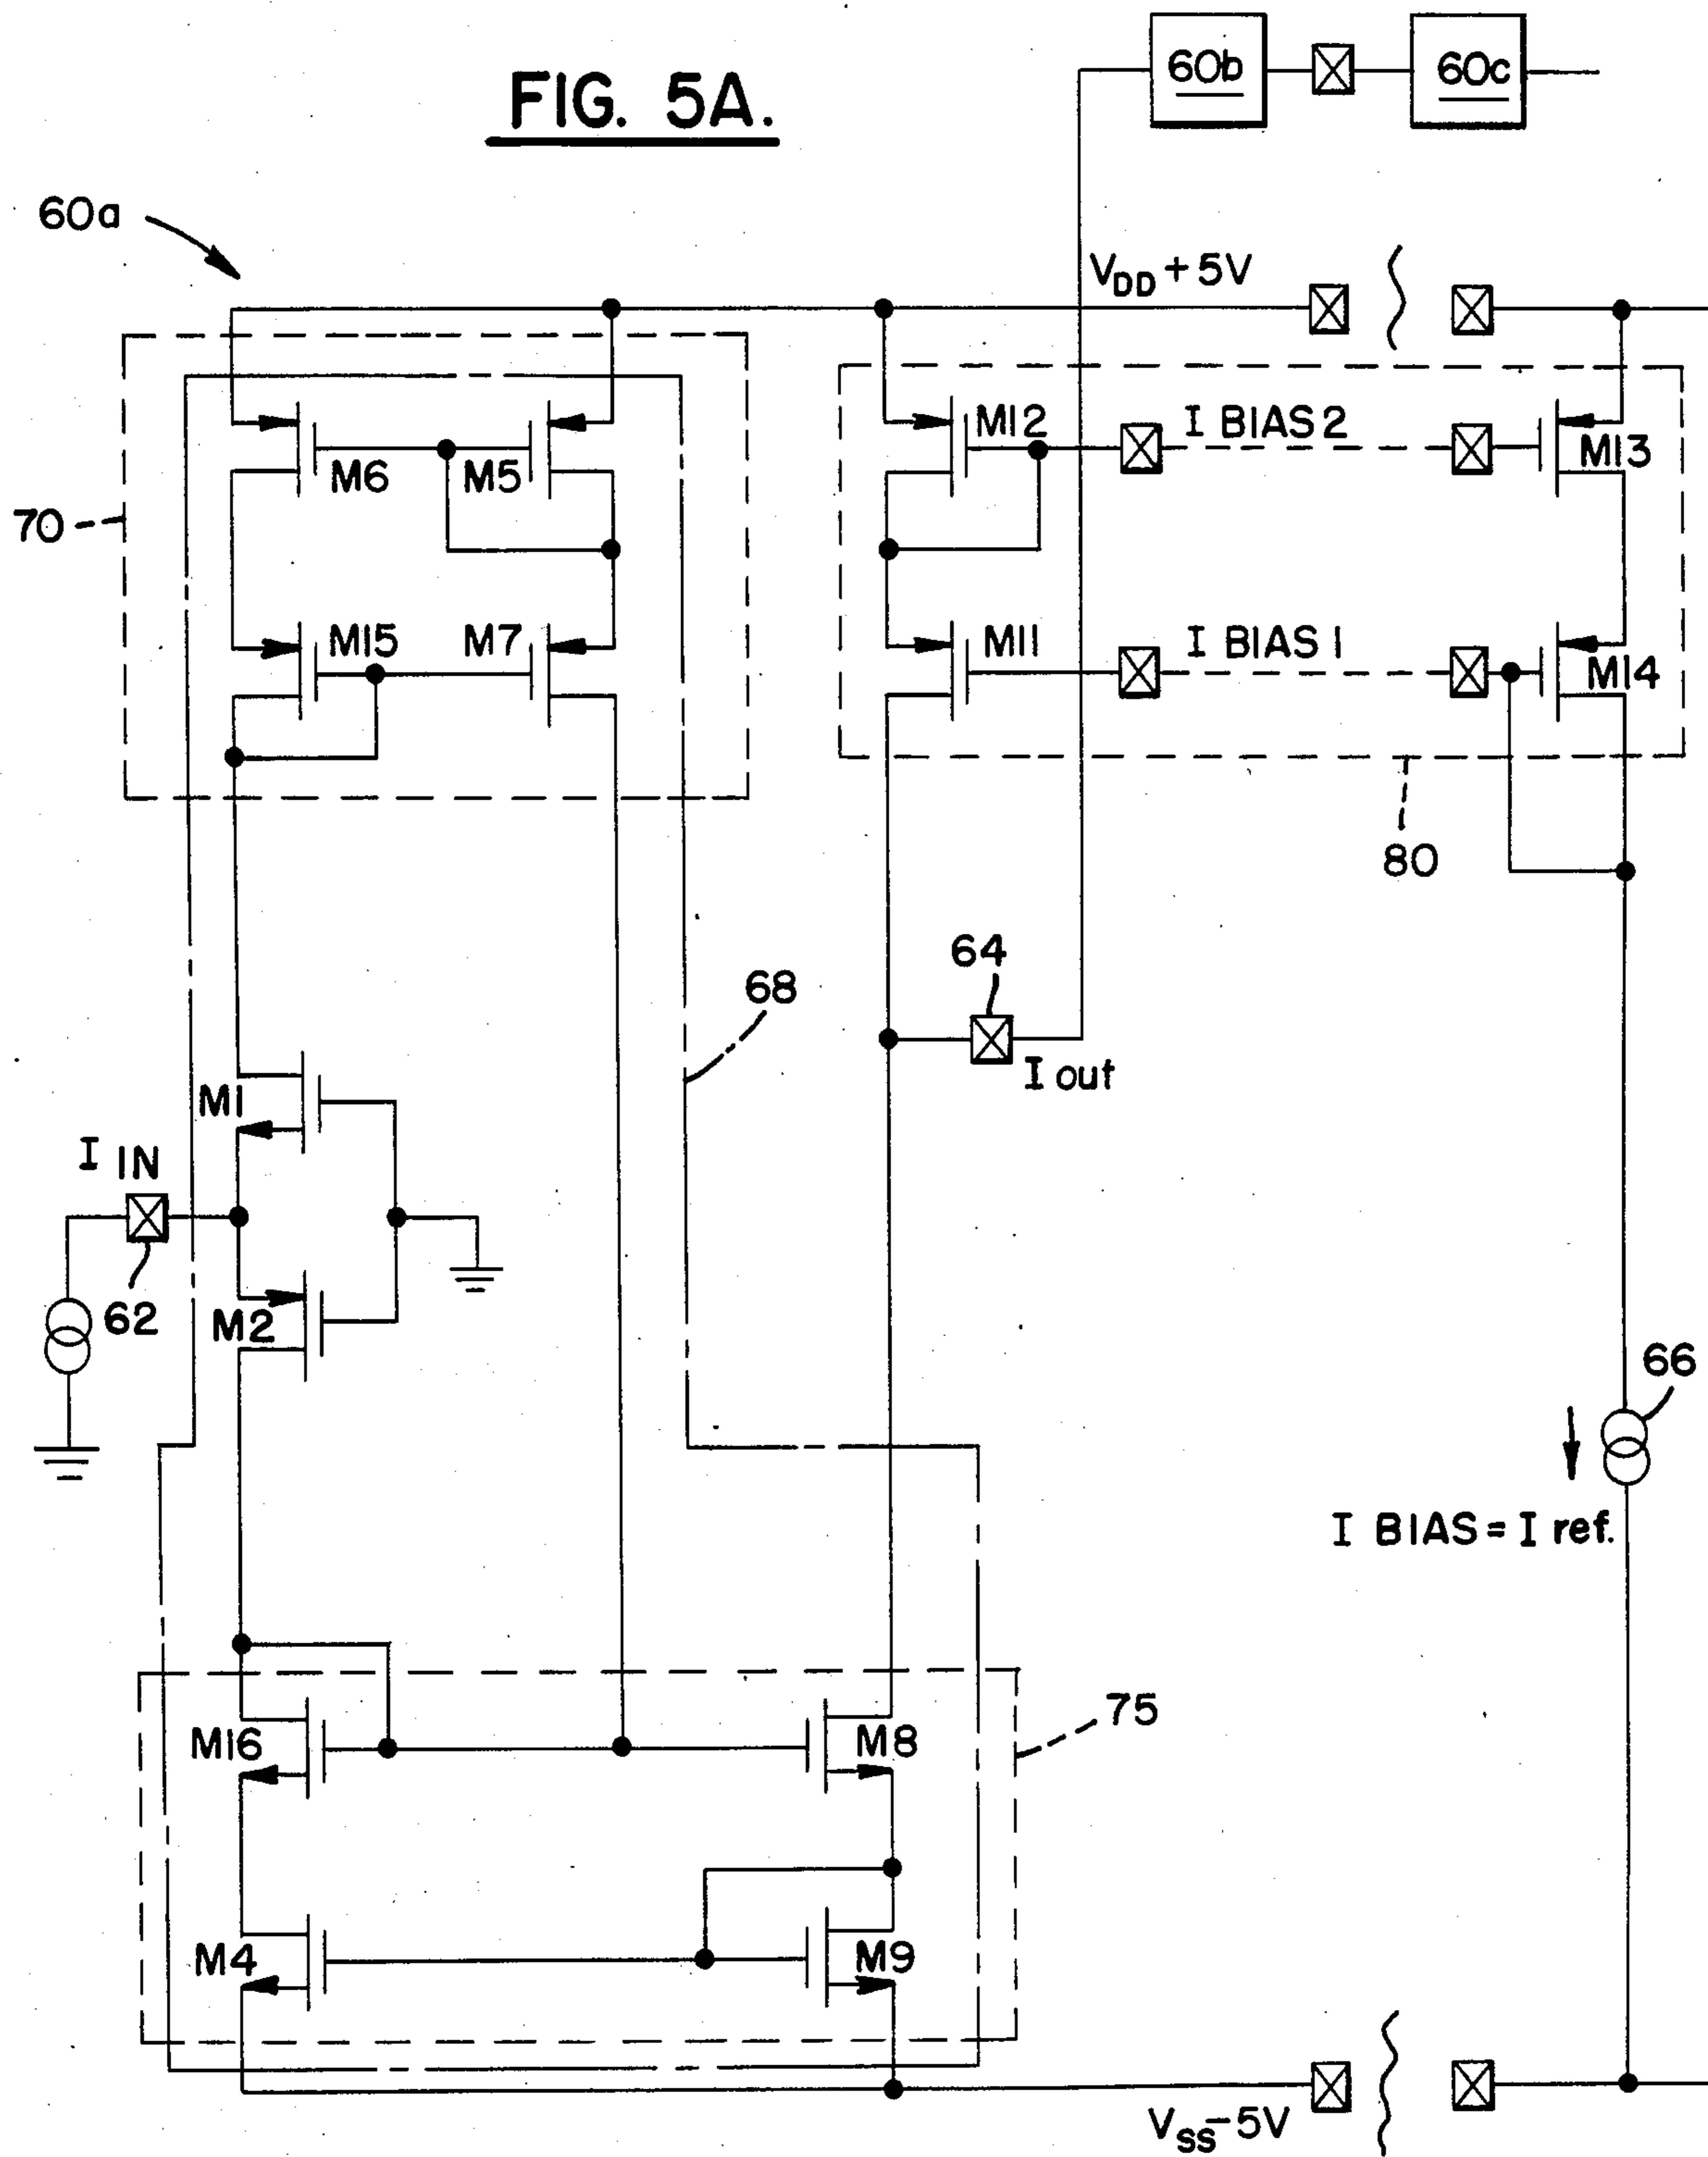 FIG. 5A.
60b
60c
60a
VDD +5V
M6
M5
M12
I BIAS 2
M13
70
M15
M7
M11
I BIAS 1
M14
80
64
68
I out
M1
I IN
62
M2
66
I BIAS = I ref.
75
M16
M8
M4
M9
VSS -5V